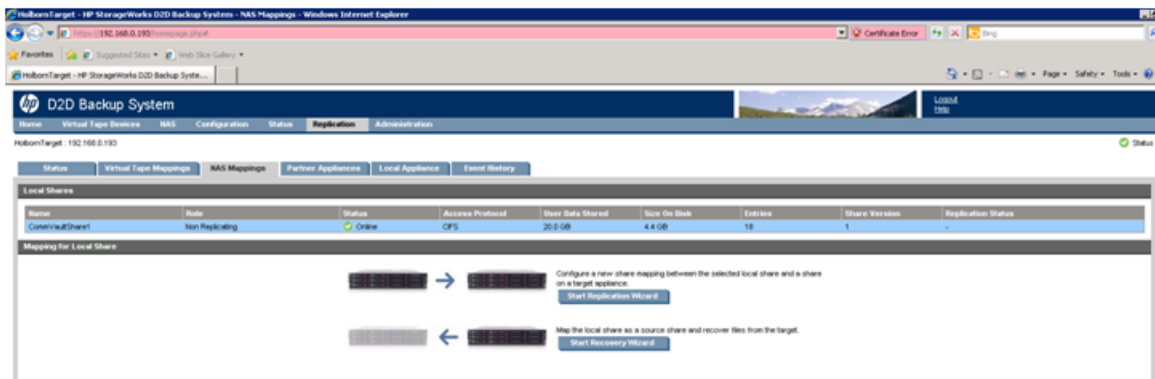 HolbornTarget - HP StorageWorks D2D Backup System - NAS Mappings - Windows Internet Explorer
https://192.168.0.193/homepage.php# Certificate Error Bing
Favorites Suggested Sites Web Slice Gallery
HolbornTarget - HP StorageWorks D2D Backup Syste... Page Safety Tools
hp D2D Backup System Logout
Help
Home Virtual Tape Devices NAS Configuration Status Replication Administration
HolbornTarget : 192.168.0.193 Status
Status Virtual Tape Mappings NAS Mappings Partner Appliances Local Appliance Event History
Local Shares
Name Role Status Access Protocol User Data Stored Size On Disk Entries Share Version Replication Status
CommVaultShare1 Non Replicating Online CIFS 20.0 GB 4.4 GB 18 1 -
Mapping for Local Share
Configure a new share mapping between the selected local share and a share
on a target appliance.
Start Replication Wizard
Map the local share as a source share and recover files from the target.
Start Recovery Wizard